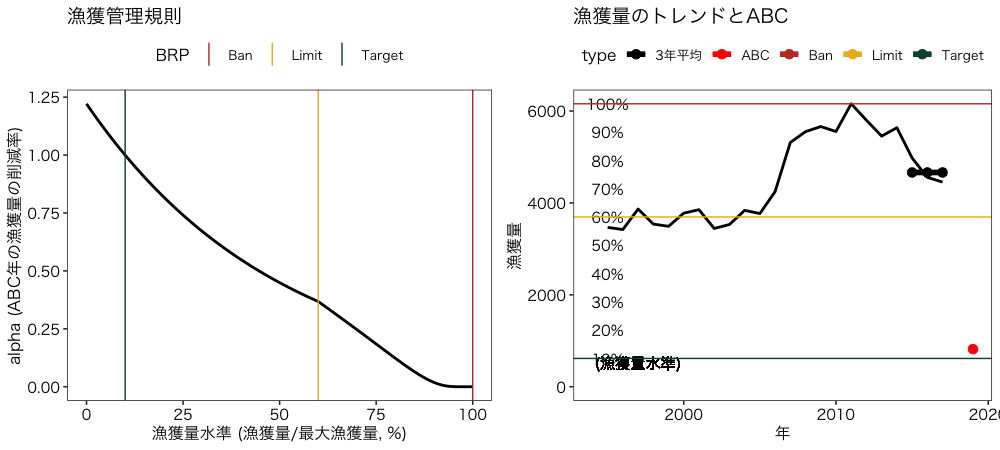 漁獲管理規則
BRP Ban Limit Target
1.25
1.00
0.75
0.50
0.25
0.00
alpha (ABC年の漁獲量の削減率)
0 25 50 75 100
漁獲量水準 (漁獲量/最大漁獲量, %)
漁獲量のトレンドとABC
type 3年平均 ABC Ban Limit Target
6000
4000
2000
0
漁獲量
100%
90%
80%
70%
60%
50%
40%
30%
20%
10%
(漁獲量水準)
2000 2010 2020
年